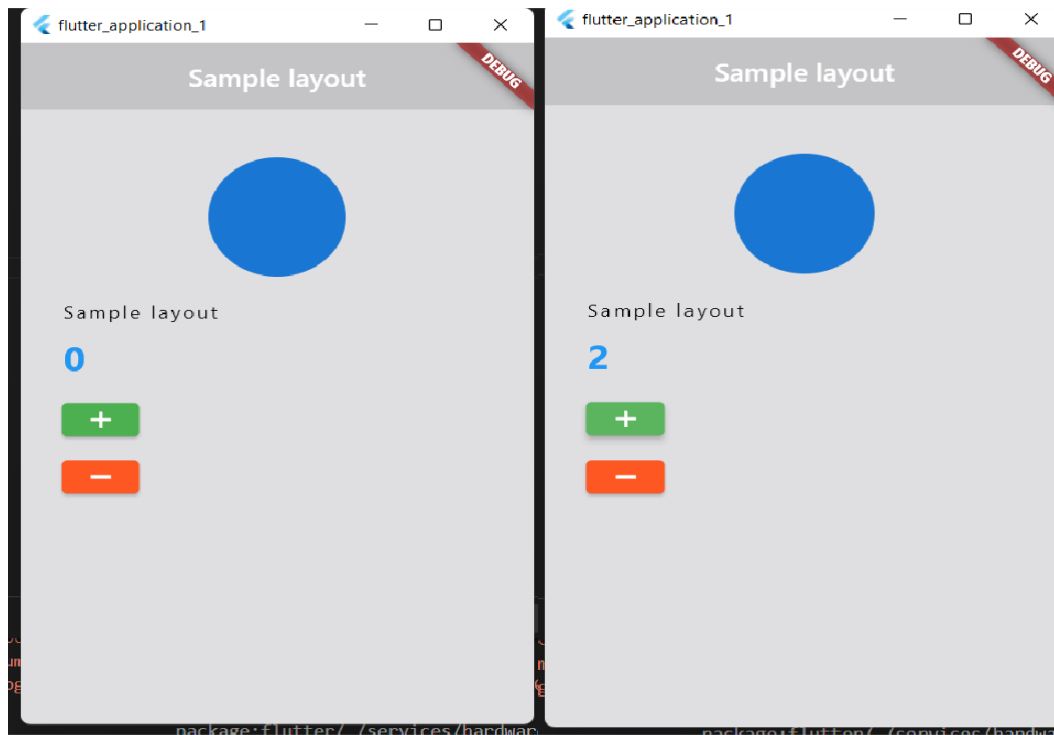 flutter_application_1
DEBUG
Sample layout
Sample layout
0
+
−
package:flutter/
/services/hardwar
flutter_application_1
DEBUG
Sample layout
Sample layout
2
+
−
package:flutter/
/services/hardwa